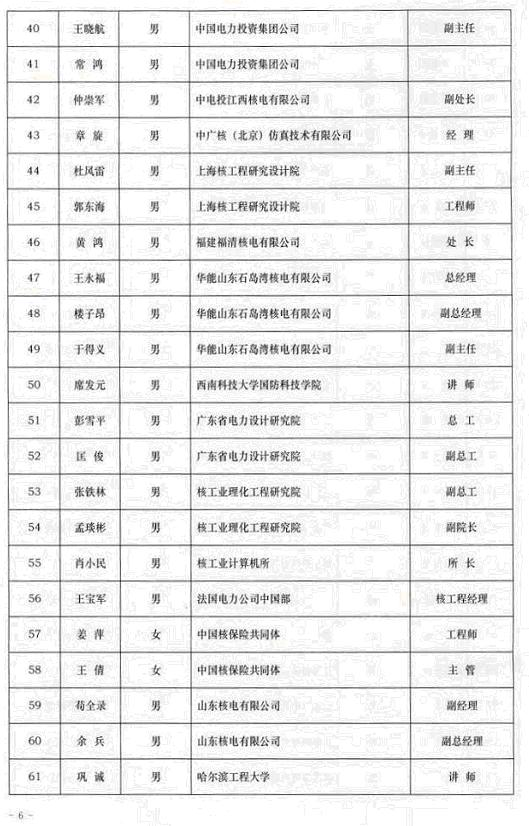 40 王晓航 男 中国电力投资集团公司 副主任
41 常 鸿 男 中国电力投资集团公司
42 仲崇军 男 中电投江西核电有限公司 副处长
43 章 旋 男 中广核（北京）仿真技术有限公司 经 理
44 杜风雷 男 上海核工程研究设计院 副主任
45 郭东海 男 上海核工程研究设计院 工程师
46 黄 鸿 男 福建福清核电有限公司 处 长
47 王永福 男 华能山东石岛湾核电有限公司 总经理
48 楼子昂 男 华能山东石岛湾核电有限公司 副总经理
49 于得义 男 华能山东石岛湾核电有限公司 副主任
50 席发元 男 西南科技大学国防科技学院 讲 师
51 彭雪平 男 广东省电力设计研究院 总 工
52 匡 俊 男 广东省电力设计研究院 副总工
53 张铁林 男 核工业理化工程研究院 副总工
54 孟琰彬 男 核工业理化工程研究院 副院长
55 肖小民 男 核工业计算机所 所 长
56 王宝军 男 法国电力公司中国部 核工程经理
57 姜 萍 女 中国核保险共同体 工程师
58 王 倩 女 中国核保险共同体 主 管
59 荀全录 男 山东核电有限公司 副经理
60 余 兵 男 山东核电有限公司 副总经理
61 巩 诚 男 哈尔滨工程大学 讲 师
- 6 -